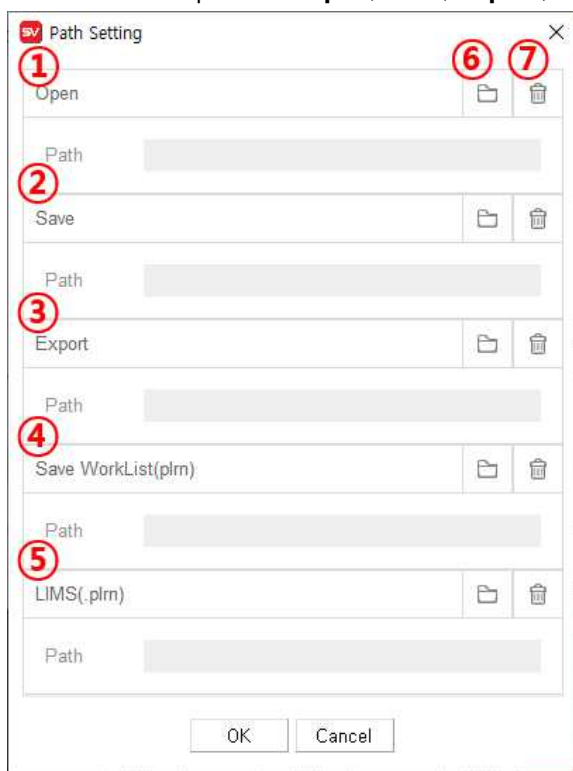 SV Path Setting
① ⑥ ⑦
Open
Path
②
Save
Path
③
Export
Path
④
Save WorkList(plrn)
Path
⑤
LIMS(.plrn)
Path
OK Cancel